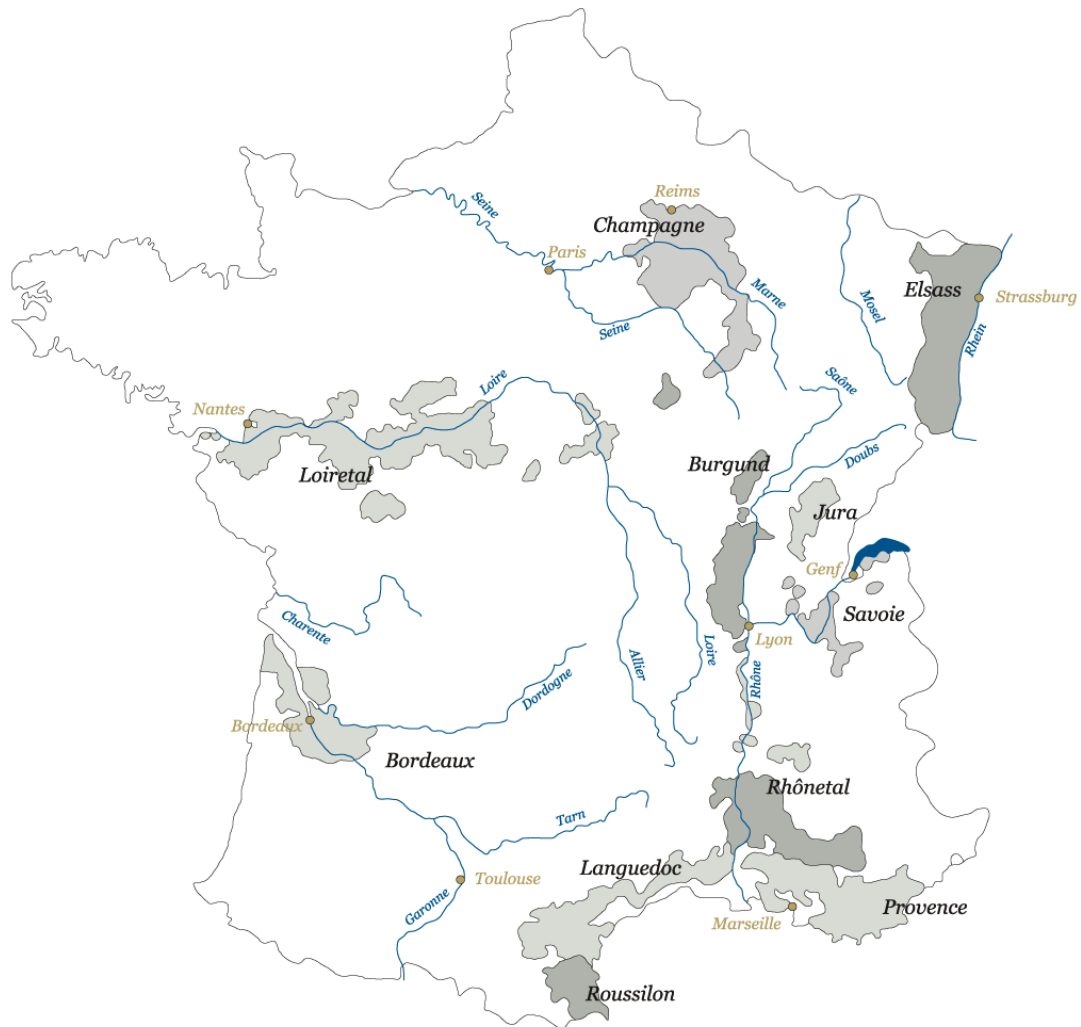 Reims
Seine
Champagne
Paris
Elsass
Marne
Mosel
Strassburg
Seine
Rhein
Saône
Loire
Nantes
Burgund
Doubs
Loiretal
Jura
Genf
Charente
Savoie
Lyon
Loire
Allier
Rhône
Dordogne
Bordeaux
Bordeaux
Rhônetal
Tarn
Languedoc
Toulouse
Garonne
Provence
Marseille
Roussilon